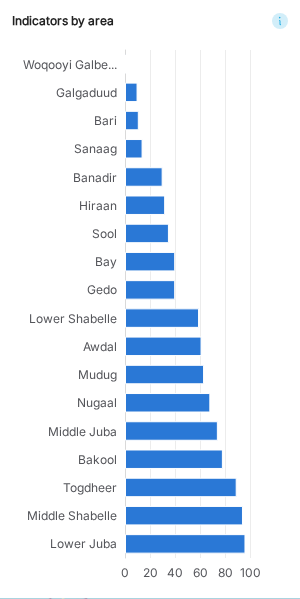 Indicators by area
i
Woqooyi Galbe...
Galgaduud
Bari
Sanaag
Banadir
Hiraan
Sool
Bay
Gedo
Lower Shabelle
Awdal
Mudug
Nugaal
Middle Juba
Bakool
Togdheer
Middle Shabelle
Lower Juba
0 20 40 60 80 100